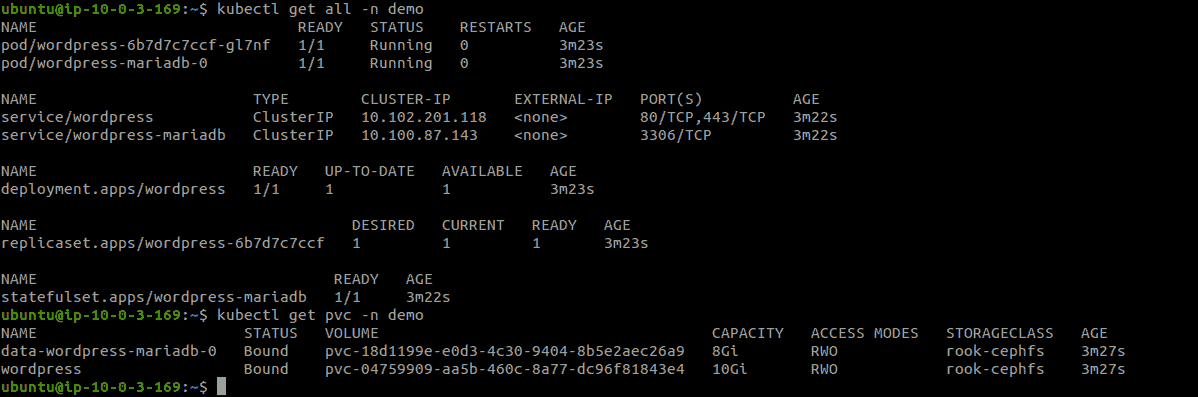 ubuntu@ip-10-0-3-169:~$ kubectl get all -n demo
NAME READY STATUS RESTARTS AGE
pod/wordpress-6b7d7c7ccf-gl7nf 1/1 Running 0 3m23s
pod/wordpress-mariadb-0 1/1 Running 0 3m23s
NAME TYPE CLUSTER-IP EXTERNAL-IP PORT(S) AGE
service/wordpress ClusterIP 10.102.201.118 <none> 80/TCP,443/TCP 3m22s
service/wordpress-mariadb ClusterIP 10.100.87.143 <none> 3306/TCP 3m22s
NAME READY UP-TO-DATE AVAILABLE AGE
deployment.apps/wordpress 1/1 1 1 3m23s
NAME DESIRED CURRENT READY AGE
replicaset.apps/wordpress-6b7d7c7ccf 1 1 1 3m23s
NAME READY AGE
statefulset.apps/wordpress-mariadb 1/1 3m22s
ubuntu@ip-10-0-3-169:~$ kubectl get pvc -n demo
NAME STATUS VOLUME CAPACITY ACCESS MODES STORAGECLASS AGE
data-wordpress-mariadb-0 Bound pvc-18d1199e-e0d3-4c30-9404-8b5e2aec26a9 8Gi RWO rook-cephfs 3m27s
wordpress Bound pvc-04759909-aa5b-460c-8a77-dc96f81843e4 10Gi RWO rook-cephfs 3m27s
ubuntu@ip-10-0-3-169:~$